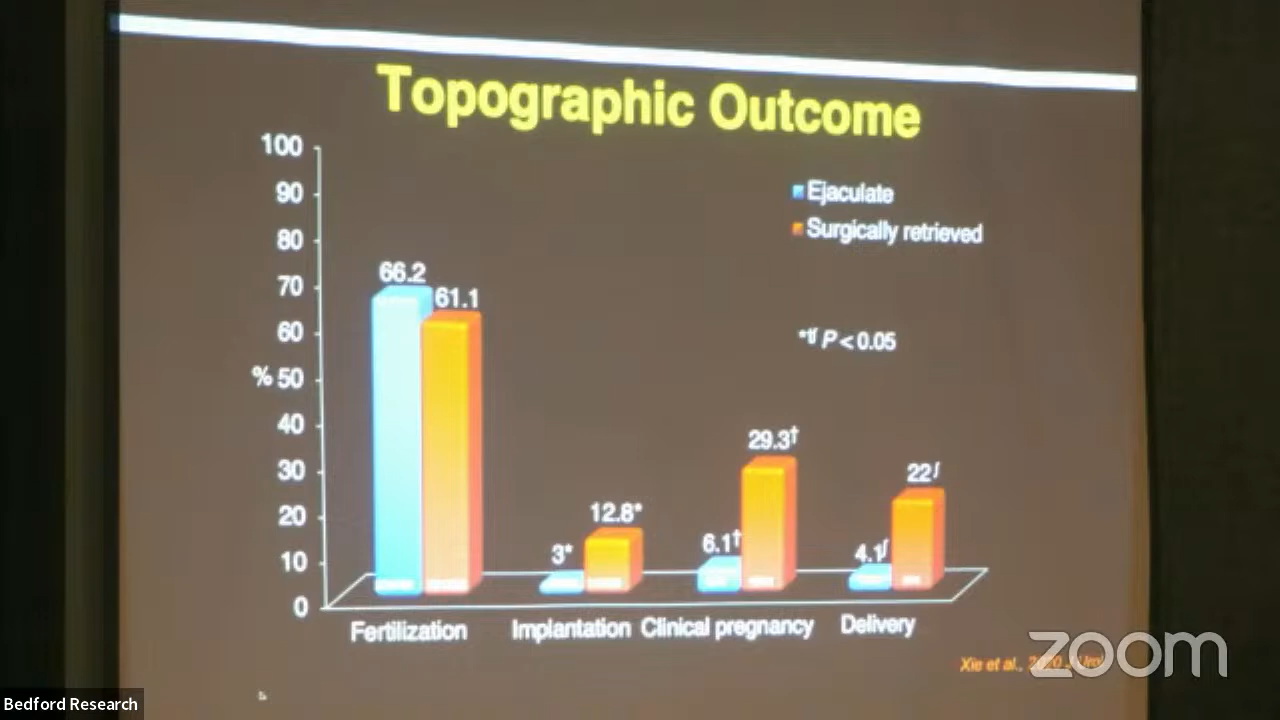 Topographic Outcome
100
90
80
70
60
% 50
40
30
20
10
0
Ejaculate
Surgically retrieved
*†ʃ P < 0.05
66.2
61.1
3*
12.8*
6.1†
29.3†
4.1ʃ
22ʃ
Fertilization
Implantation
Clinical pregnancy
Delivery
Xie et al.,
zoom
Bedford Research